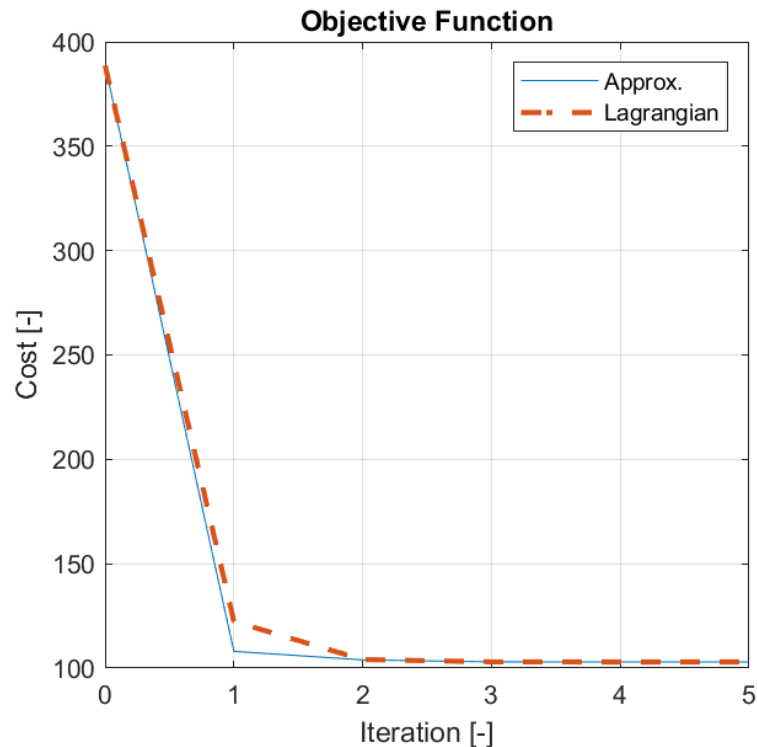 Objective Function
Approx.
Lagrangian
Cost [-]
400
350
300
250
200
150
100
0 1 2 3 4 5
Iteration [-]